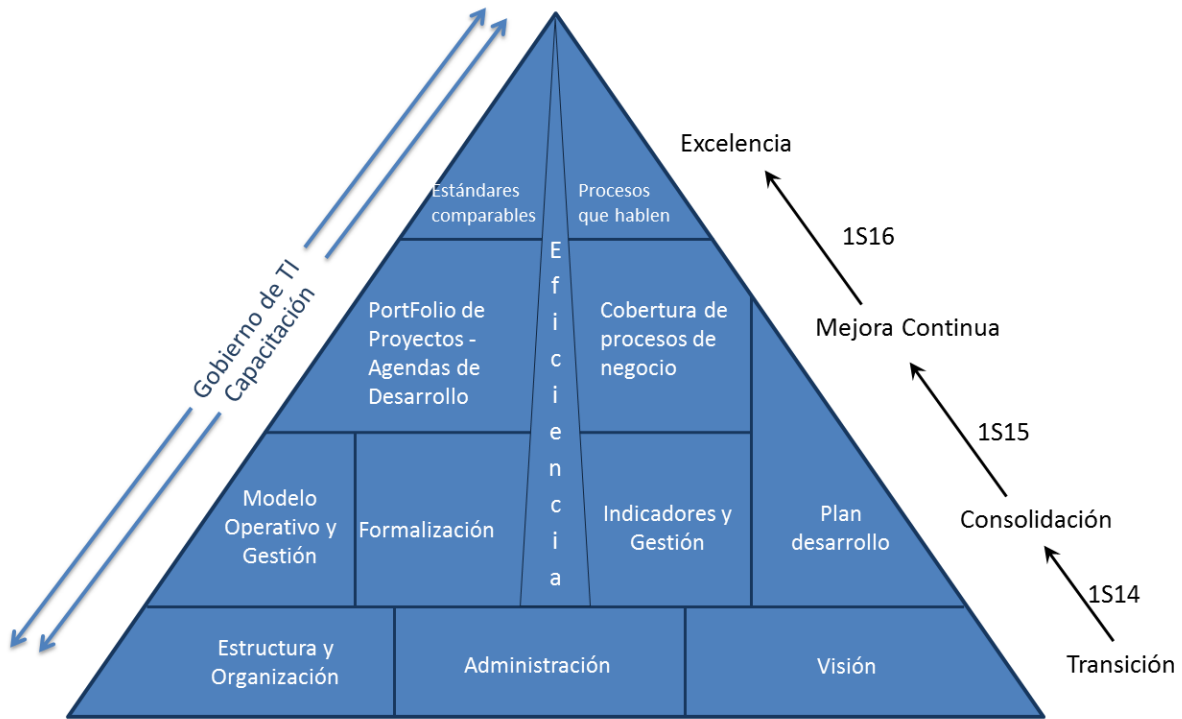 Excelencia
Estándares
comparables
Procesos
que hablen
1S16
Eficiencia
Gobierno de TI
Capacitación
PortFolio de
Proyectos -
Agendas de
Desarrollo
Cobertura de
procesos de
negocio
Mejora Continua
1S15
Modelo
Operativo y
Gestión
Formalización
Indicadores y
Gestión
Plan
desarrollo
Consolidación
1S14
Estructura y
Organización
Administración
Visión
Transición